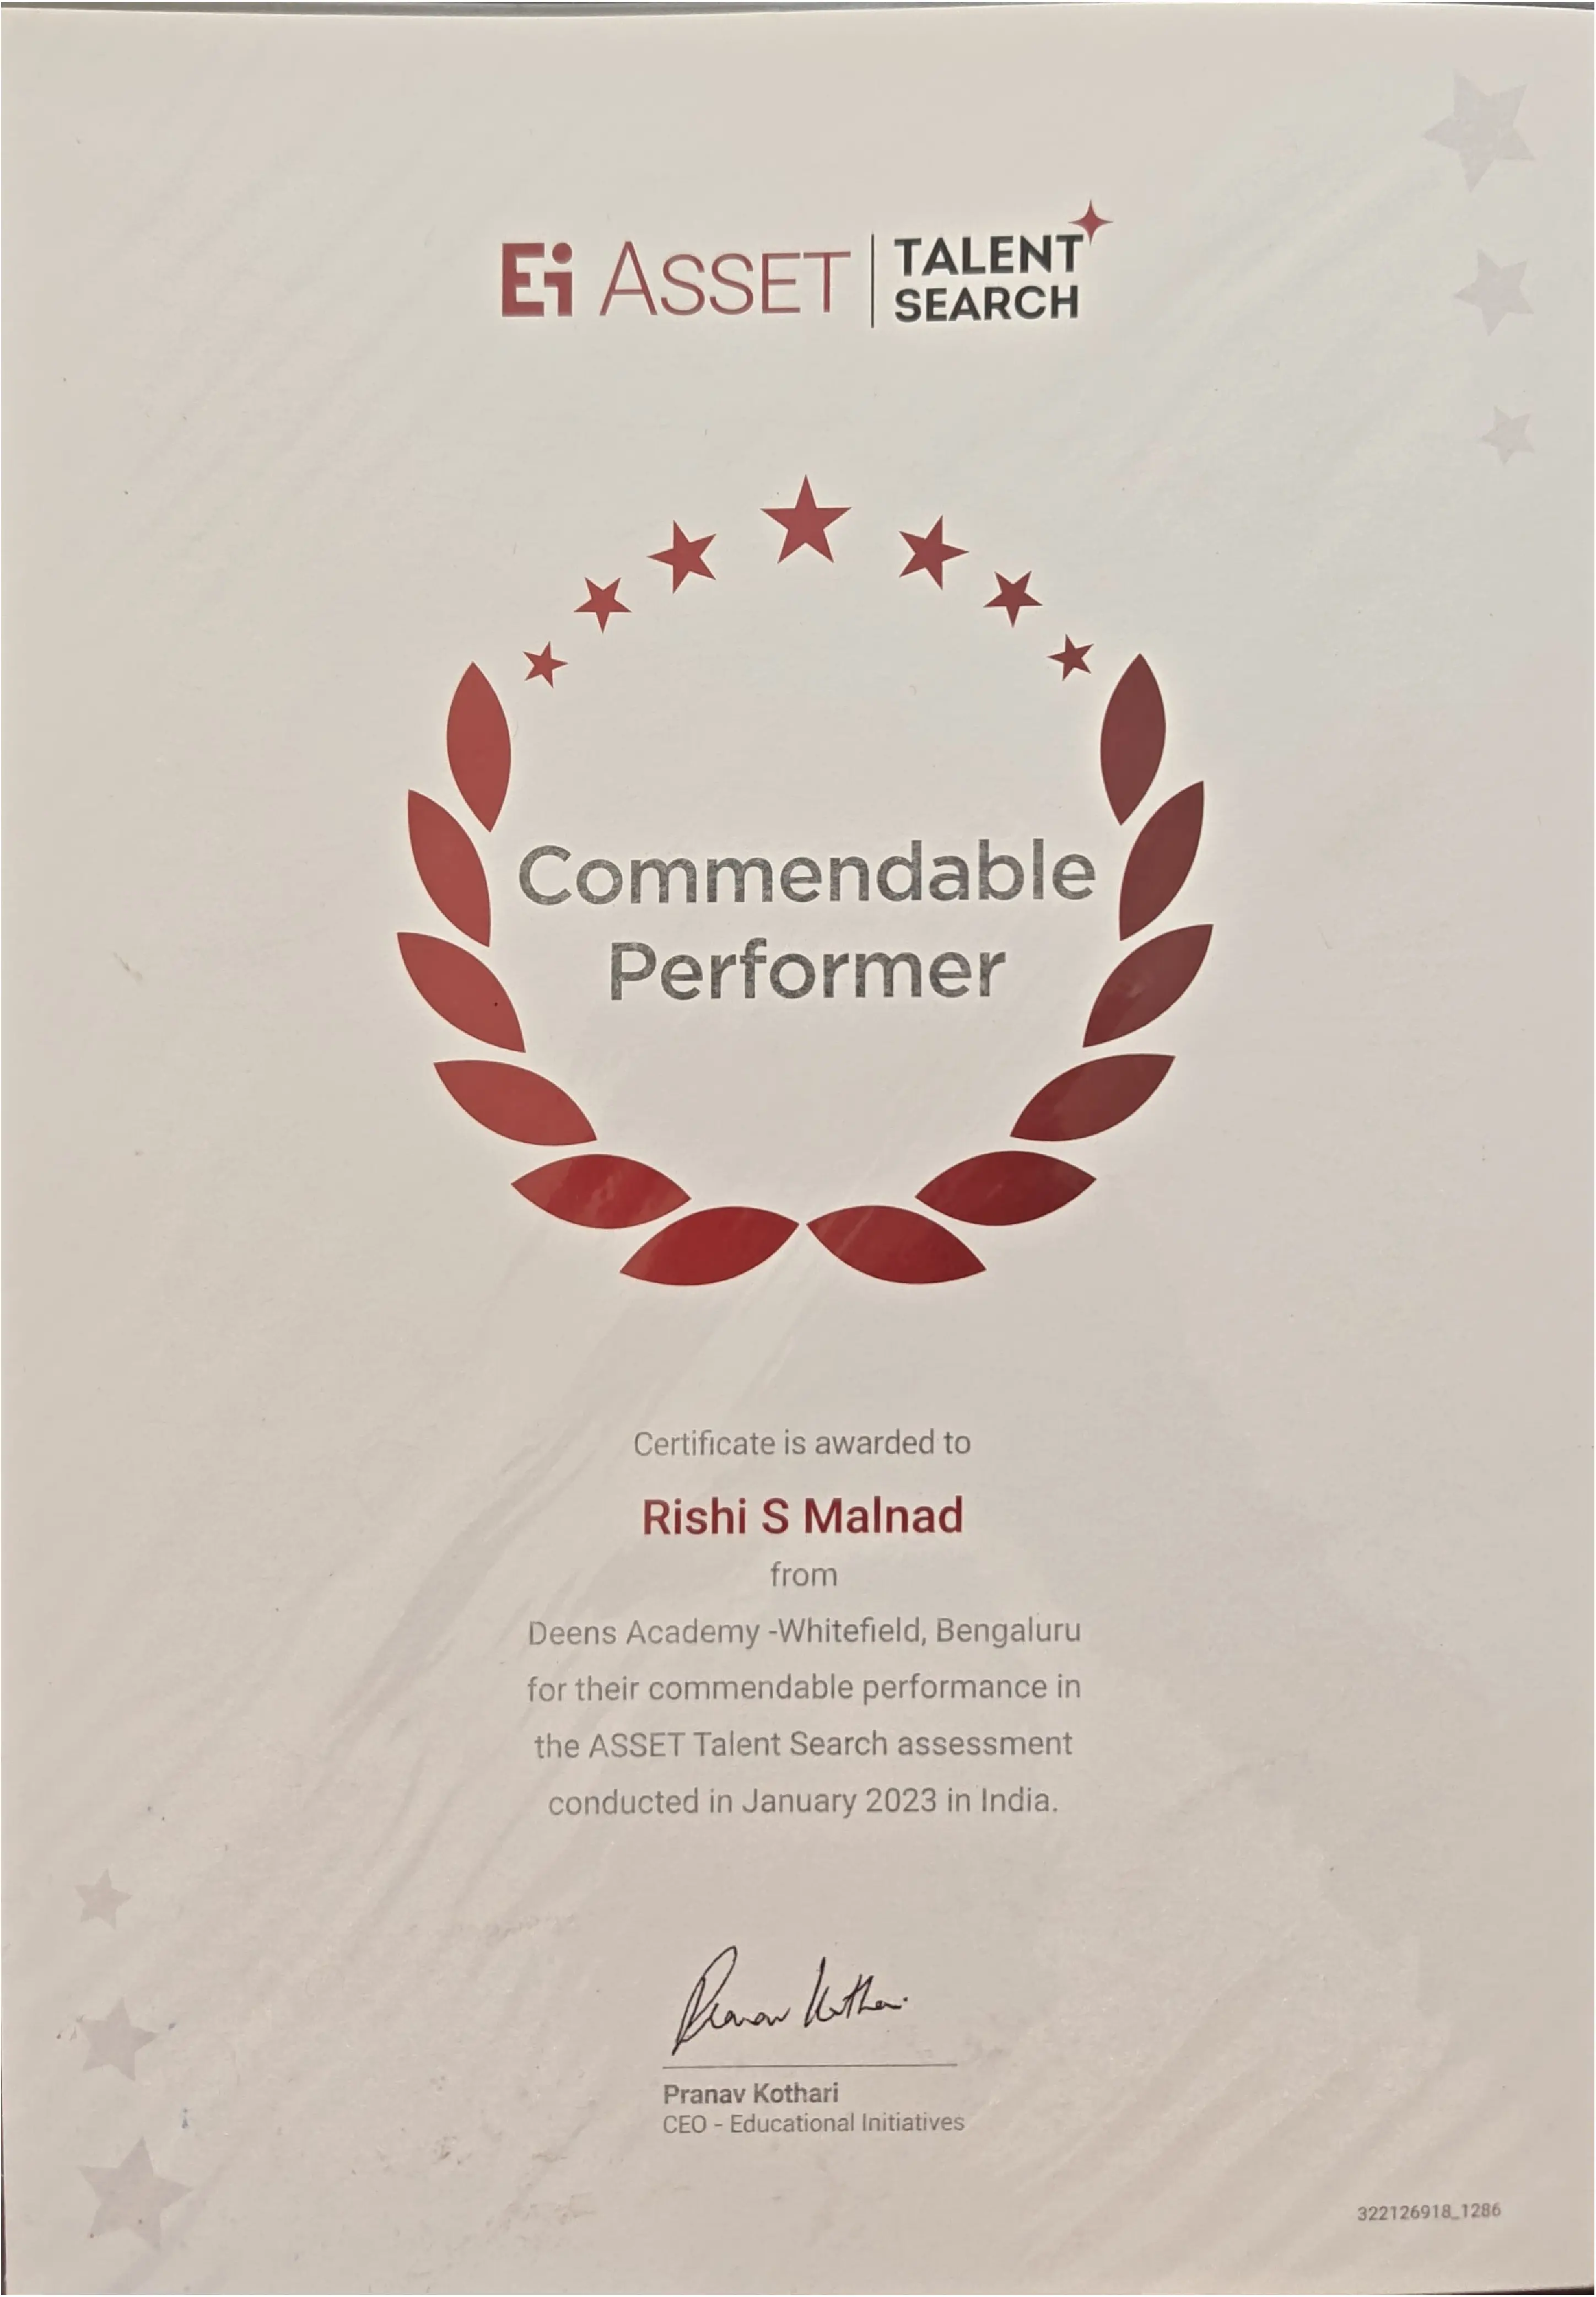 Ei ASSET TALENT SEARCH
Commendable
Performer
Certificate is awarded to
Rishi S Malnad
from
Deens Academy -Whitefield, Bengaluru
for their commendable performance in
the ASSET Talent Search assessment
conducted in January 2023 in India.
Pranav Kothari
Pranav Kothari
CEO - Educational Initiatives
322126918_1286